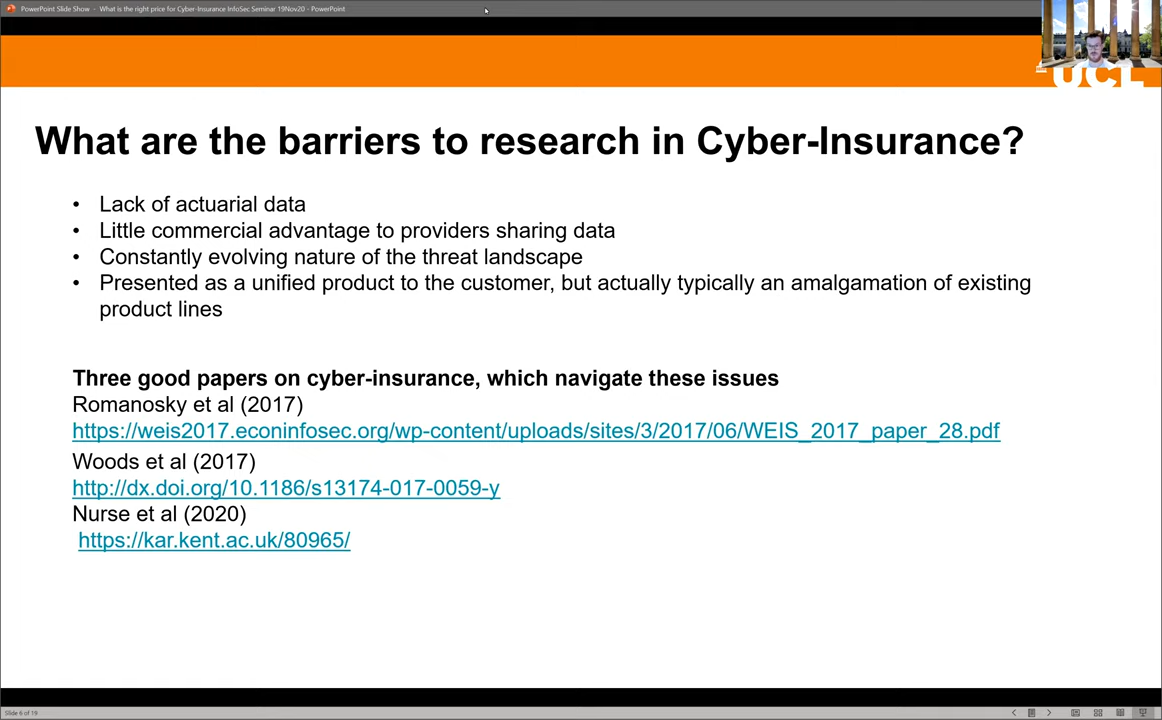 PowerPoint Slide Show - What is the right price for Cyber-Insurance InfoSec Seminar 19Nov20 - PowerPoint
UCL
What are the barriers to research in Cyber-Insurance?
• Lack of actuarial data
• Little commercial advantage to providers sharing data
• Constantly evolving nature of the threat landscape
• Presented as a unified product to the customer, but actually typically an amalgamation of existing
product lines
Three good papers on cyber-insurance, which navigate these issues
Romanosky et al (2017)
https://weis2017.econinfosec.org/wp-content/uploads/sites/3/2017/06/WEIS_2017_paper_28.pdf
Woods et al (2017)
http://dx.doi.org/10.1186/s13174-017-0059-y
Nurse et al (2020)
https://kar.kent.ac.uk/80965/
Slide 6 of 19